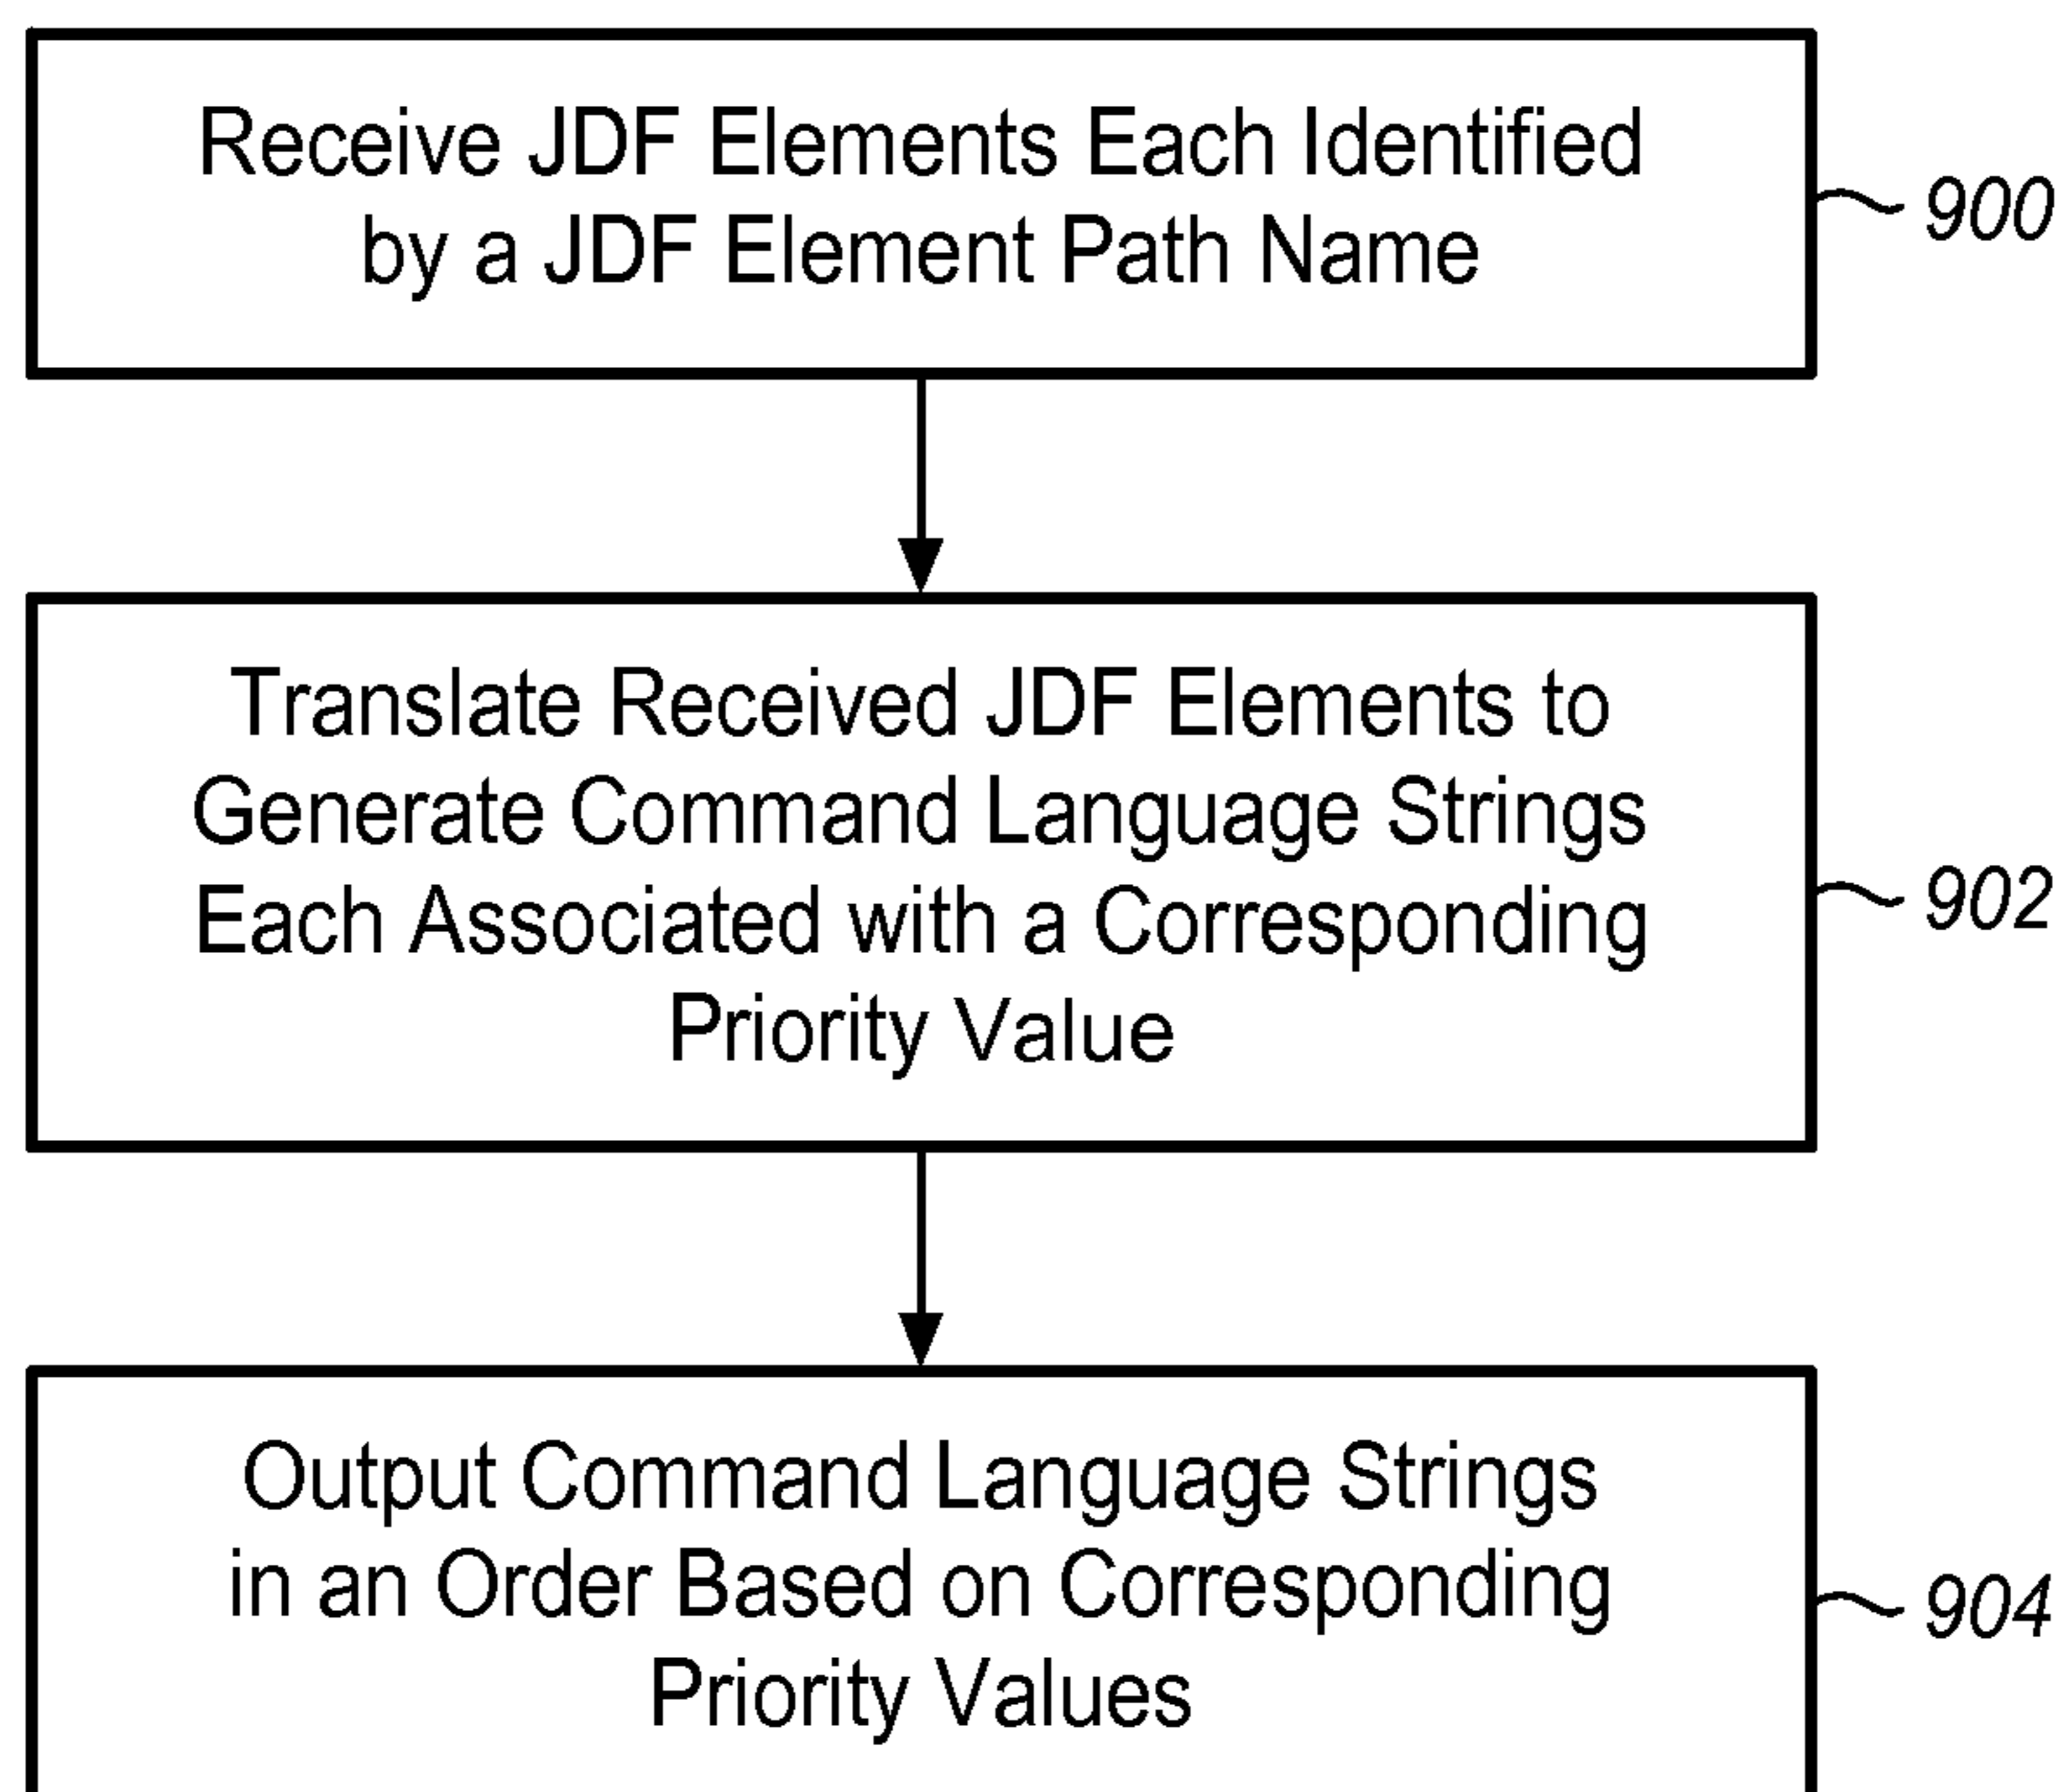 Receive JDF Elements Each Identified
by a JDF Element Path Name
900
Translate Received JDF Elements to
Generate Command Language Strings
Each Associated with a Corresponding
Priority Value
902
Output Command Language Strings
in an Order Based on Corresponding
Priority Values
904